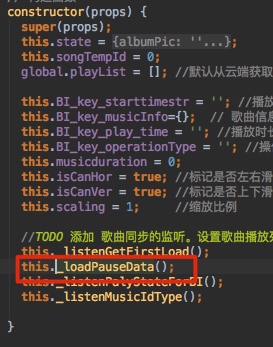 constructor(props) {
super(props);
this.state = {albumPic: ''...};
this.songTempId = 0;
global.playList = []; //默认从云端获取
this.BI_key_starttimestr = ''; //播放
this.BI_key_musicInfo={}; // 歌曲信息
this.BI_key_play_time = ''; //播放时长
this.BI_key_operationType = ''; //操
this.musicduration = 0;
this.isCanHor = true; //标记是否左右滑
this.isCanVer = true; //标记是否上下滑
this.scaling = 1; //缩放比例
//TODO 添加 歌曲同步的监听。设置歌曲播放列
this._listenGetFirstLoad();
this._loadPauseData();
this._listenPalyStateForDI();
this._listenMusicIdType();
}